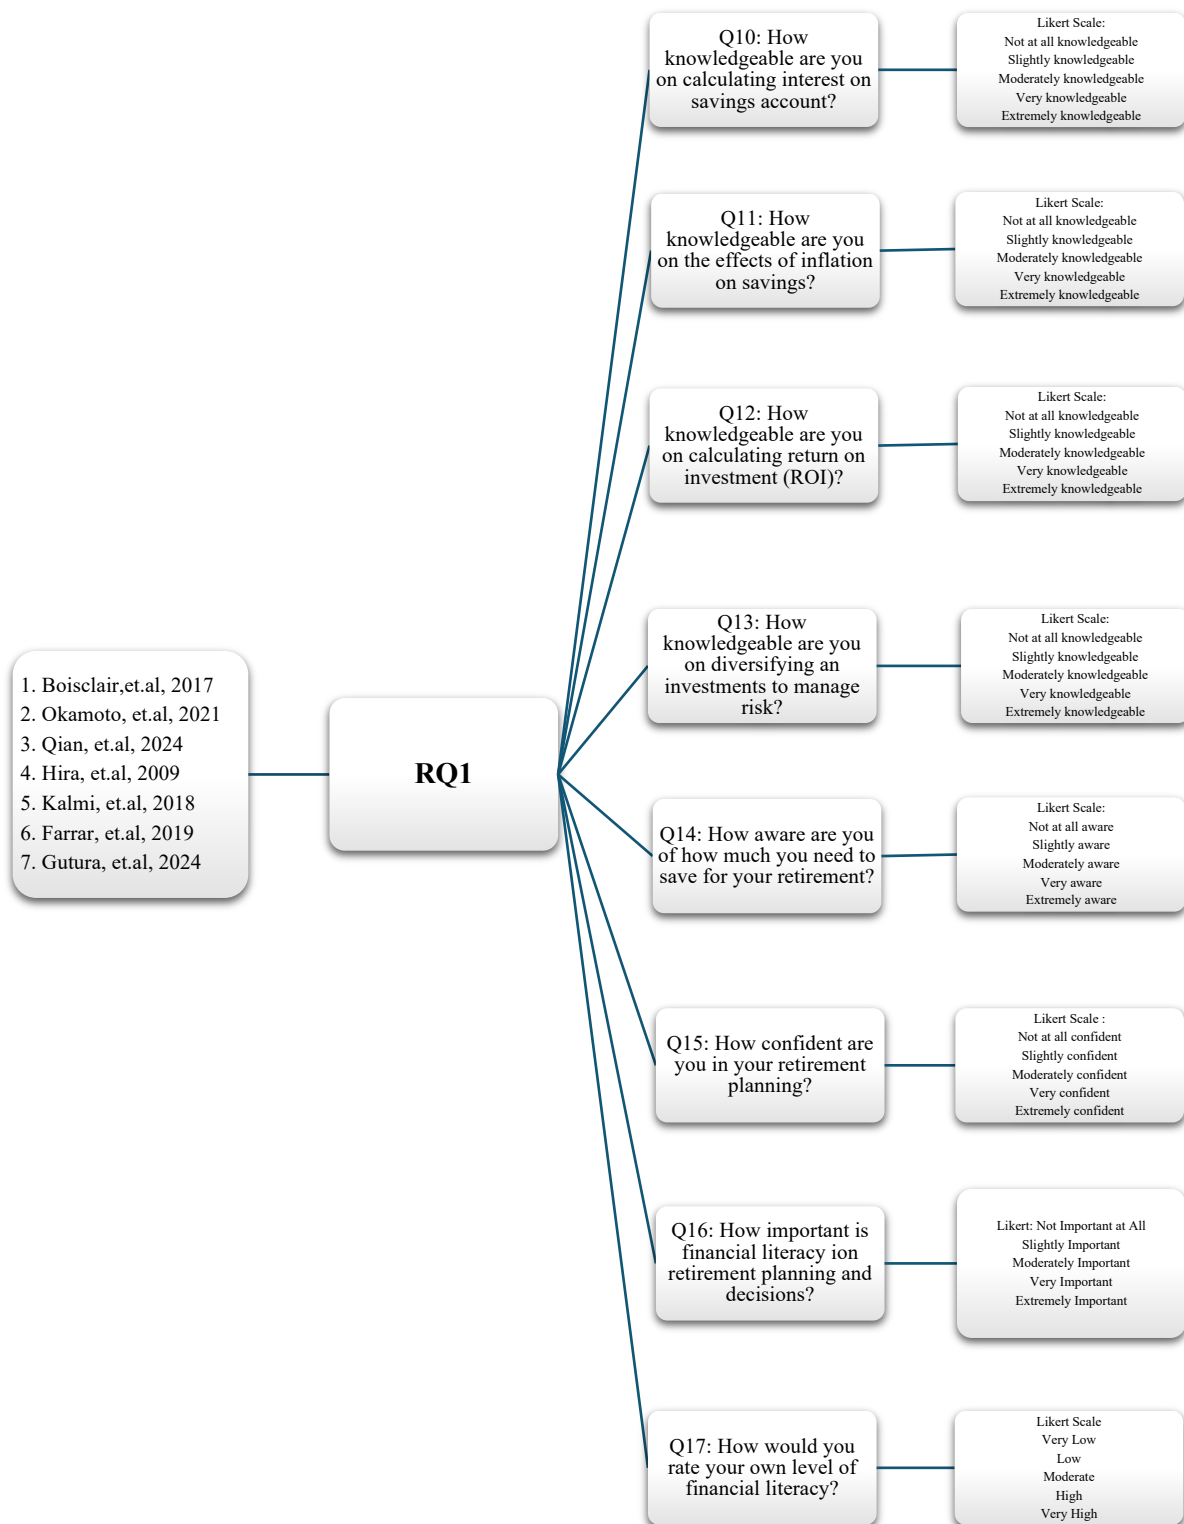 1. Boisclair,et.al, 2017
2. Okamoto, et.al, 2021
3. Qian, et.al, 2024
4. Hira, et.al, 2009
5. Kalmi, et.al, 2018
6. Farrar, et.al, 2019
7. Gutura, et.al, 2024
RQ1
Q10: How
knowledgeable are you
on calculating interest on
savings account?
Likert Scale:
Not at all knowledgeable
Slightly knowledgeable
Moderately knowledgeable
Very knowledgeable
Extremely knowledgeable
Q11: How
knowledgeable are you
on the effects of inflation
on savings?
Likert Scale:
Not at all knowledgeable
Slightly knowledgeable
Moderately knowledgeable
Very knowledgeable
Extremely knowledgeable
Q12: How
knowledgeable are you
on calculating return on
investment (ROI)?
Likert Scale:
Not at all knowledgeable
Slightly knowledgeable
Moderately knowledgeable
Very knowledgeable
Extremely knowledgeable
Q13: How
knowledgeable are you
on diversifying an
investments to manage
risk?
Likert Scale:
Not at all knowledgeable
Slightly knowledgeable
Moderately knowledgeable
Very knowledgeable
Extremely knowledgeable
Q14: How aware are you
of how much you need to
save for your retirement?
Likert Scale:
Not at all aware
Slightly aware
Moderately aware
Very aware
Extremely aware
Q15: How confident are
you in your retirement
planning?
Likert Scale :
Not at all confident
Slightly confident
Moderately confident
Very confident
Extremely confident
Q16: How important is
financial literacy ion
retirement planning and
decisions?
Likert: Not Important at All
Slightly Important
Moderately Important
Very Important
Extremely Important
Q17: How would you
rate your own level of
financial literacy?
Likert Scale
Very Low
Low
Moderate
High
Very High